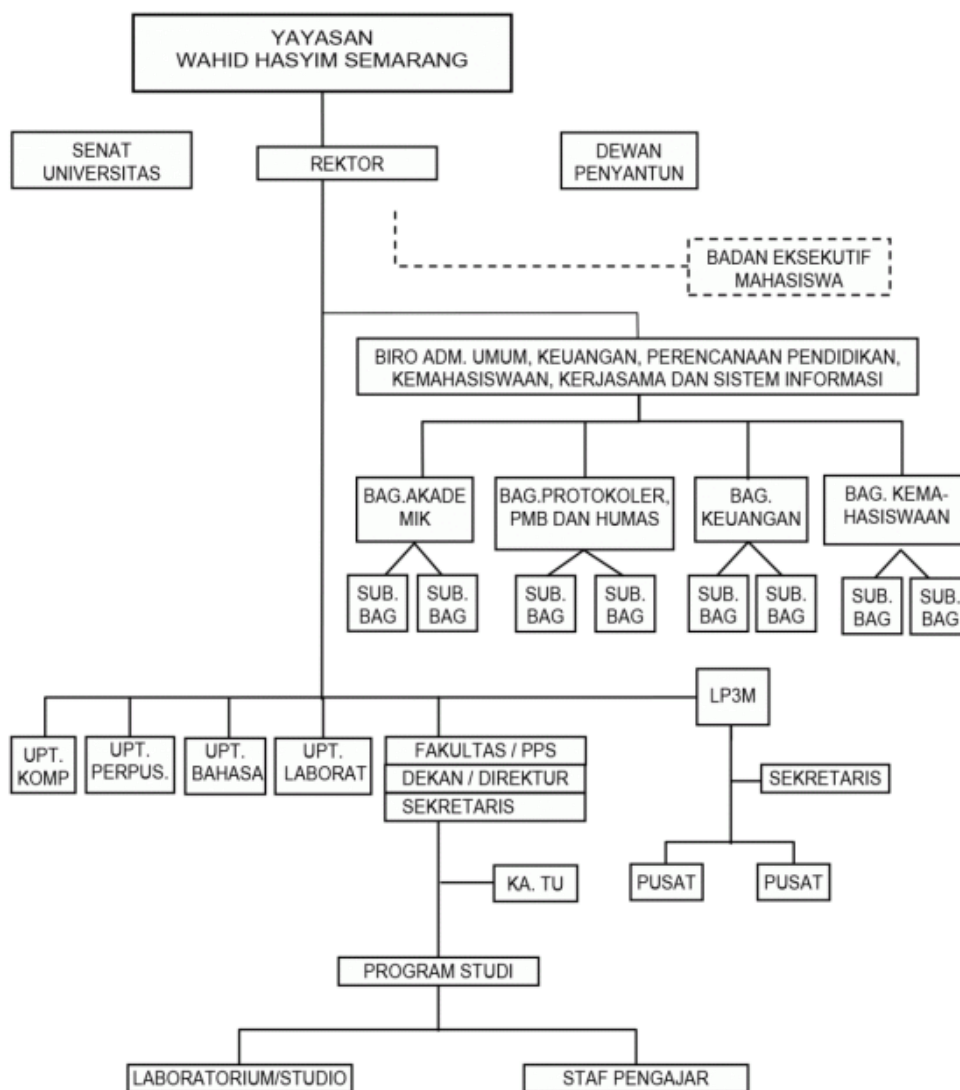 YAYASAN
WAHID HASYIM SEMARANG
SENAT
UNIVERSITAS
REKTOR
DEWAN
PENYANTUN
BADAN EKSEKUTIF
MAHASISWA
BIRO ADM. UMUM, KEUANGAN, PERENCANAAN PENDIDIKAN,
KEMAHASISWAAN, KERJASAMA DAN SISTEM INFORMASI
BAG.AKADE
MIK
BAG.PROTOKOLER,
PMB DAN HUMAS
BAG.
KEUANGAN
BAG. KEMA-
HASISWAAN
SUB.
BAG
SUB.
BAG
SUB.
BAG
SUB.
BAG
SUB.
BAG
SUB.
BAG
SUB.
BAG
SUB.
BAG
LP3M
UPT.
KOMP
UPT.
PERPUS.
UPT.
BAHASA
UPT.
LABORAT
FAKULTAS / PPS
DEKAN / DIREKTUR
SEKRETARIS
SEKRETARIS
KA. TU
PUSAT
PUSAT
PROGRAM STUDI
LABORATORIUM/STUDIO
STAF PENGAJAR